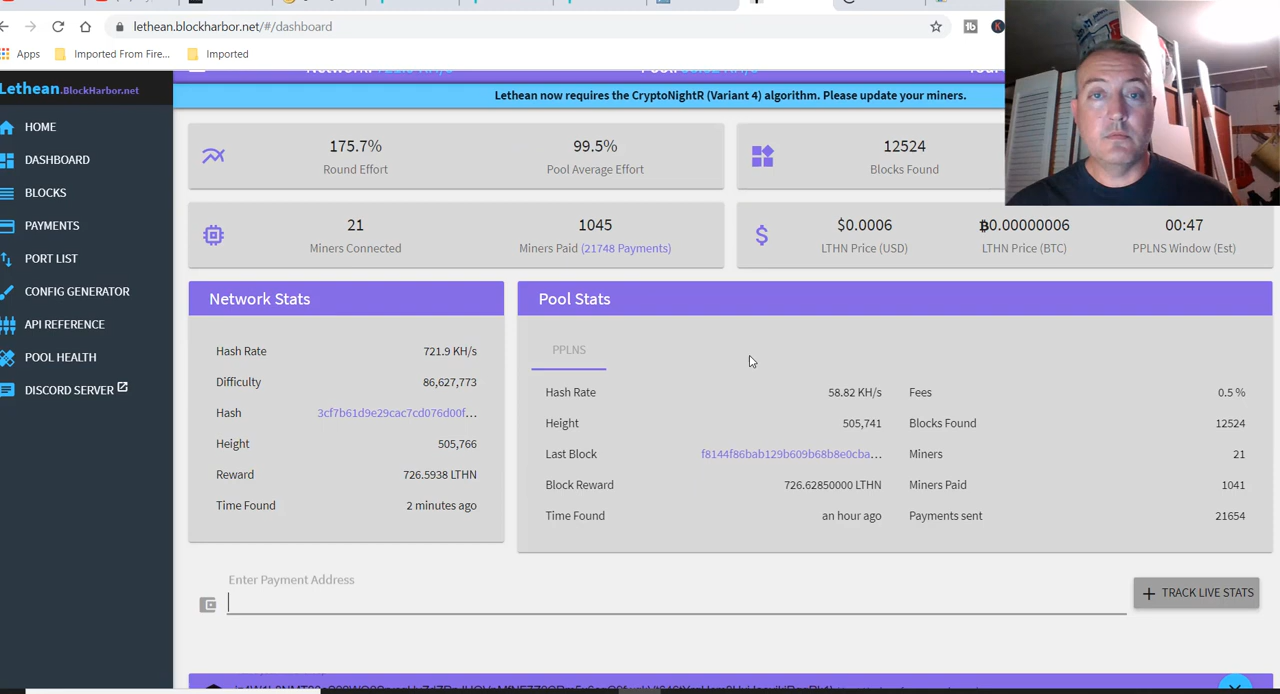 lethean.blockharbor.net/#/dashboard
Apps Imported From Fire... Imported
Lethean.BlockHarbor.net
Lethean now requires the CryptoNightR (Variant 4) algorithm. Please update your miners.
HOME
DASHBOARD
BLOCKS
PAYMENTS
PORT LIST
CONFIG GENERATOR
API REFERENCE
POOL HEALTH
DISCORD SERVER
175.7% 99.5% 12524
Round Effort Pool Average Effort Blocks Found
21 1045 $0.0006 ₿0.00000006 00:47
Miners Connected Miners Paid (21748 Payments) LTHN Price (USD) LTHN Price (BTC) PPLNS Window (Est)
Network Stats
Hash Rate 721.9 KH/s
Difficulty 86,627,773
Hash 3cf7b61d9e29cac7cd076d00f...
Height 505,766
Reward 726.5938 LTHN
Time Found 2 minutes ago
Pool Stats
PPLNS
Hash Rate 58.82 KH/s Fees 0.5 %
Height 505,741 Blocks Found 12524
Last Block f8144f86bab129b609b68b8e0cba... Miners 21
Block Reward 726.62850000 LTHN Miners Paid 1041
Time Found an hour ago Payments sent 21654
Enter Payment Address
TRACK LIVE STATS